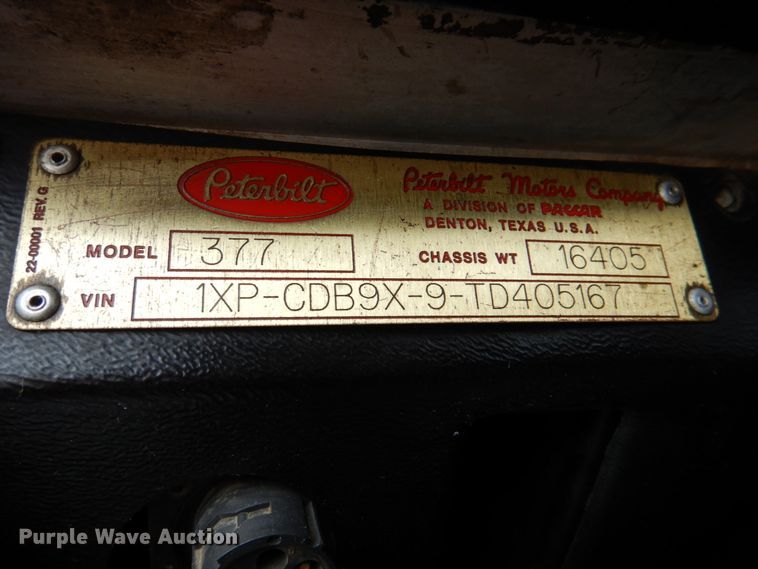 22-00001 REV. G
Peterbilt
Peterbilt Motors Company
A DIVISION OF PACCAR
DENTON, TEXAS U.S.A.
MODEL 377 CHASSIS WT 16405
VIN 1XP-CDB9X-9-TD405167
Purple Wave Auction